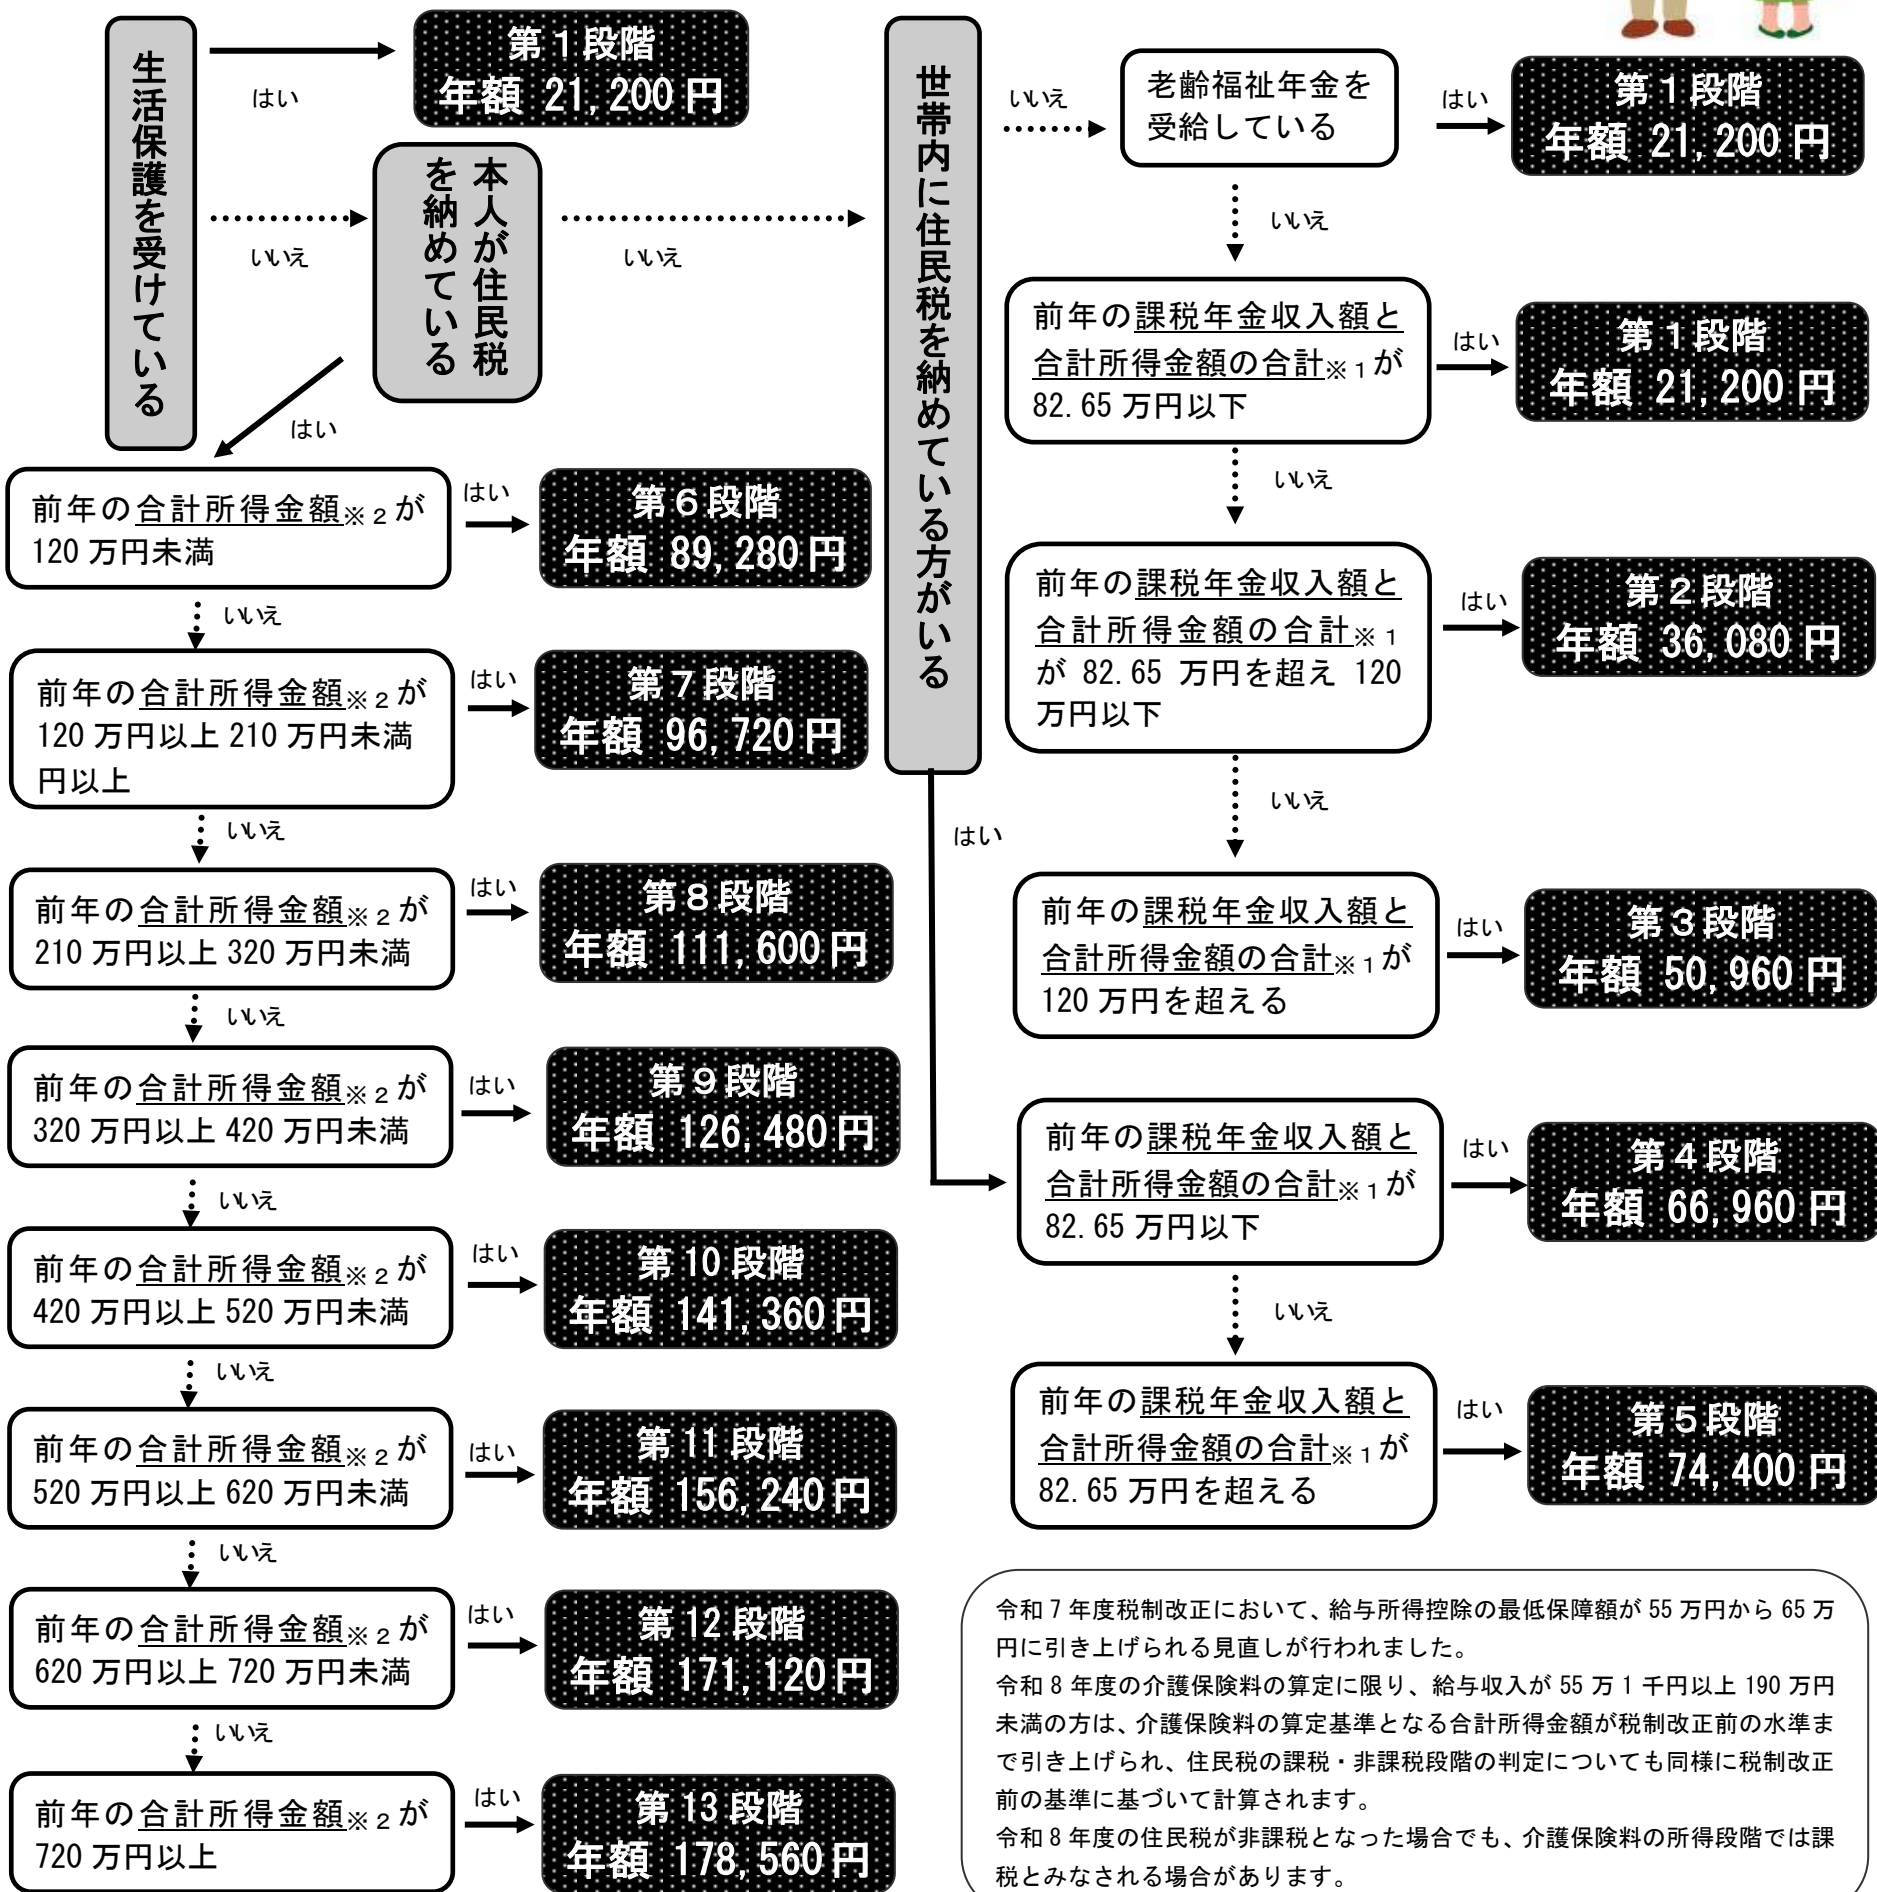 生活保護を受けている
はい
第1段階
年額 21,200 円
いいえ
本人が住民税
を納めている
いいえ
はい
前年の合計所得金額※2が
120 万円未満
はい
第6段階
年額 89,280 円
いいえ
前年の合計所得金額※2が
120 万円以上 210 万円未満
円以上
はい
第7段階
年額 96,720 円
いいえ
前年の合計所得金額※2が
210 万円以上 320 万円未満
はい
第8段階
年額 111,600 円
いいえ
前年の合計所得金額※2が
320 万円以上 420 万円未満
はい
第9段階
年額 126,480 円
いいえ
前年の合計所得金額※2が
420 万円以上 520 万円未満
はい
第 10 段階
年額 141,360 円
いいえ
前年の合計所得金額※2が
520 万円以上 620 万円未満
はい
第 11 段階
年額 156,240 円
いいえ
前年の合計所得金額※2が
620 万円以上 720 万円未満
はい
第 12 段階
年額 171,120 円
いいえ
前年の合計所得金額※2が
720 万円以上
はい
第 13 段階
年額 178,560 円
世帯内に住民税を納めている方がいる
いいえ
老齢福祉年金を
受給している
はい
第1段階
年額 21,200 円
いいえ
前年の課税年金収入額と
合計所得金額の合計※1が
82.65 万円以下
はい
第1段階
年額 21,200 円
いいえ
前年の課税年金収入額と
合計所得金額の合計※1
が 82.65 万円を超え 120
万円以下
はい
第2段階
年額 36,080 円
いいえ
前年の課税年金収入額と
合計所得金額の合計※1が
120 万円を超える
はい
第3段階
年額 50,960 円
はい
前年の課税年金収入額と
合計所得金額の合計※1が
82.65 万円以下
はい
第4段階
年額 66,960 円
いいえ
前年の課税年金収入額と
合計所得金額の合計※1が
82.65 万円を超える
はい
第5段階
年額 74,400 円
令和7年度税制改正において、給与所得控除の最低保障額が 55 万円から 65 万
円に引き上げられる見直しが行われました。
令和8年度の介護保険料の算定に限り、給与収入が 55 万1千円以上 190 万円
未満の方は、介護保険料の算定基準となる合計所得金額が税制改正前の水準ま
で引き上げられ、住民税の課税・非課税段階の判定についても同様に税制改正
前の基準に基づいて計算されます。
令和8年度の住民税が非課税となった場合でも、介護保険料の所得段階では課
税とみなされる場合があります。